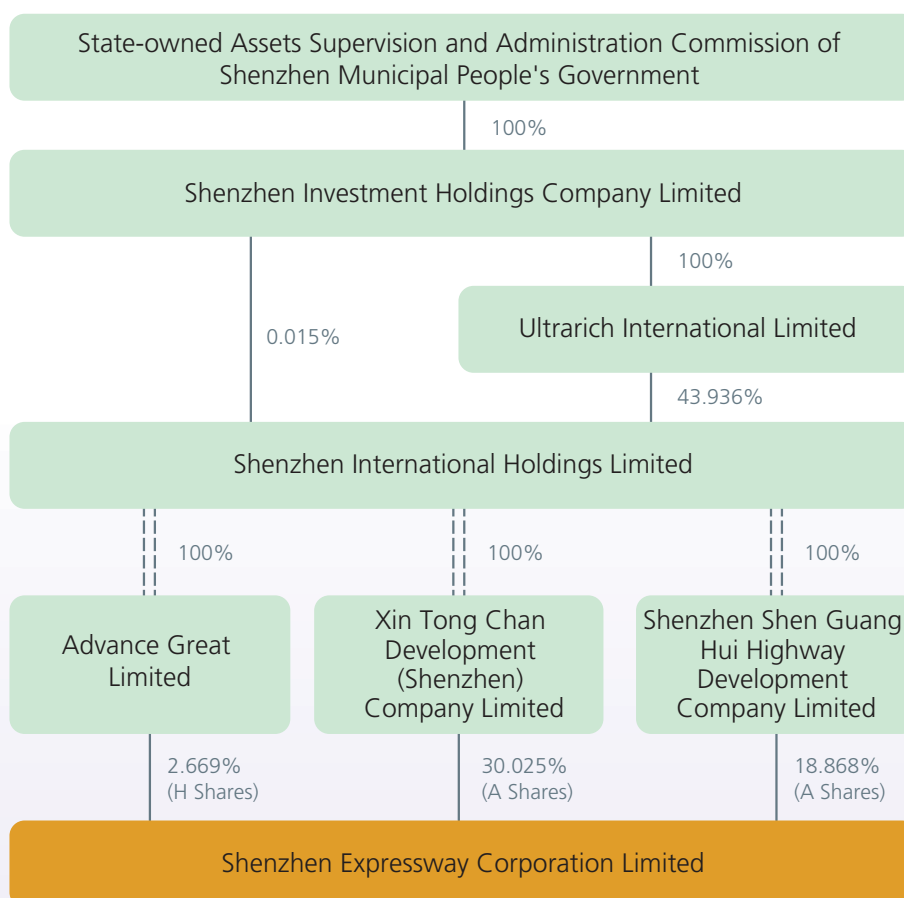 State-owned Assets Supervision and Administration Commission of
Shenzhen Municipal People's Government
100%
Shenzhen Investment Holdings Company Limited
100%
0.015%
Ultrarich International Limited
43.936%
Shenzhen International Holdings Limited
100%
100%
100%
Advance Great
Limited
Xin Tong Chan
Development
(Shenzhen)
Company Limited
Shenzhen Shen Guang
Hui Highway
Development
Company Limited
2.669%
(H Shares)
30.025%
(A Shares)
18.868%
(A Shares)
Shenzhen Expressway Corporation Limited